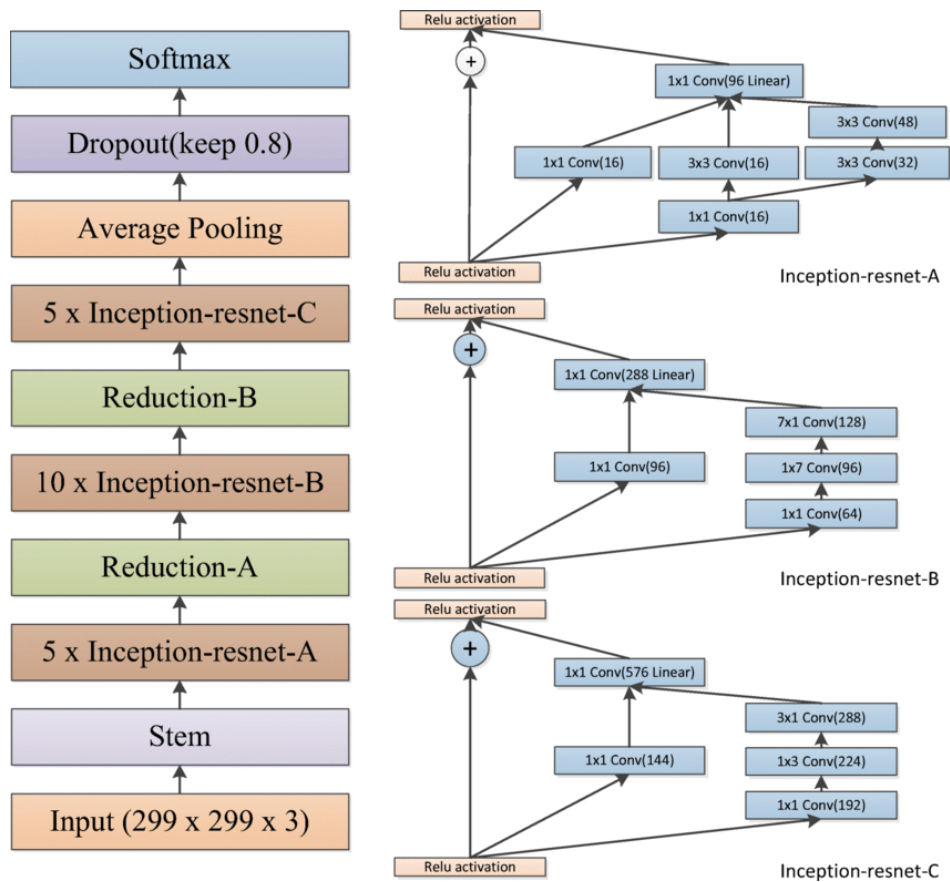 Softmax
Dropout(keep 0.8)
Average Pooling
5 x Inception-resnet-C
Reduction-B
10 x Inception-resnet-B
Reduction-A
5 x Inception-resnet-A
Stem
Input (299 x 299 x 3)
Relu activation
+
1x1 Conv(96 Linear)
3x3 Conv(48)
1x1 Conv(16)
3x3 Conv(16)
3x3 Conv(32)
1x1 Conv(16)
Relu activation
Inception-resnet-A
Relu activation
+
1x1 Conv(288 Linear)
7x1 Conv(128)
1x1 Conv(96)
1x7 Conv(96)
1x1 Conv(64)
Relu activation
Inception-resnet-B
Relu activation
+
1x1 Conv(576 Linear)
3x1 Conv(288)
1x1 Conv(144)
1x3 Conv(224)
1x1 Conv(192)
Relu activation
Inception-resnet-C